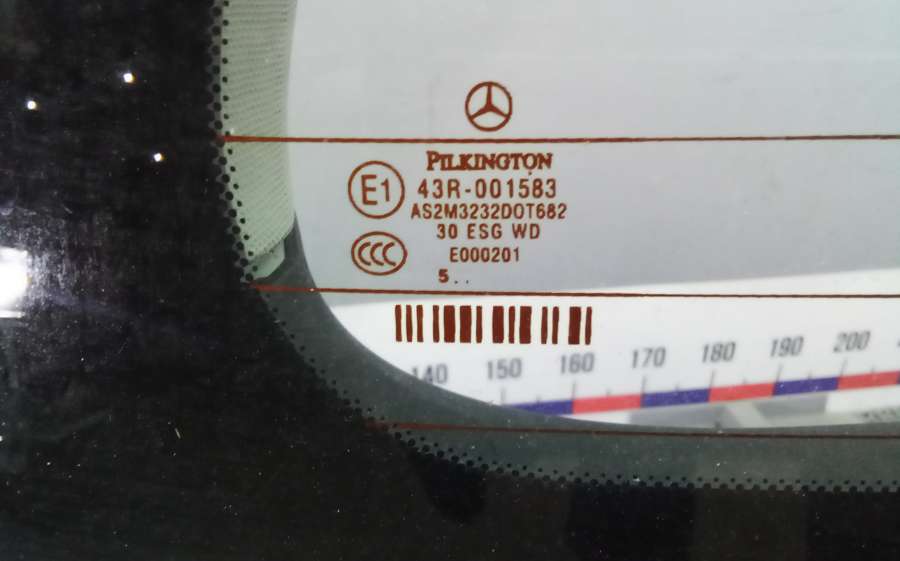 PILKINGTON
E1 43R-001583
AS2M3232DOT682
30 ESG WD
CCC E000201
5..
140 150 160 170 180 190 200